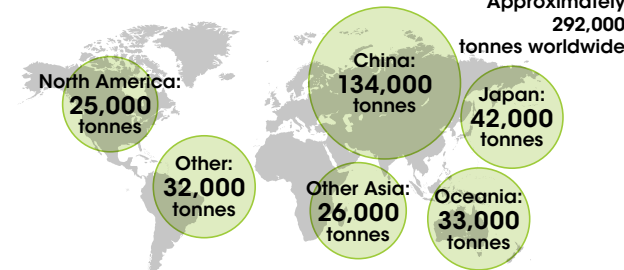 Approximately
292,000
tonnes worldwide
China:
134,000
tonnes
North America:
25,000
tonnes
Japan:
42,000
tonnes
Other:
32,000
tonnes
Other Asia:
26,000
tonnes
Oceania:
33,000
tonnes